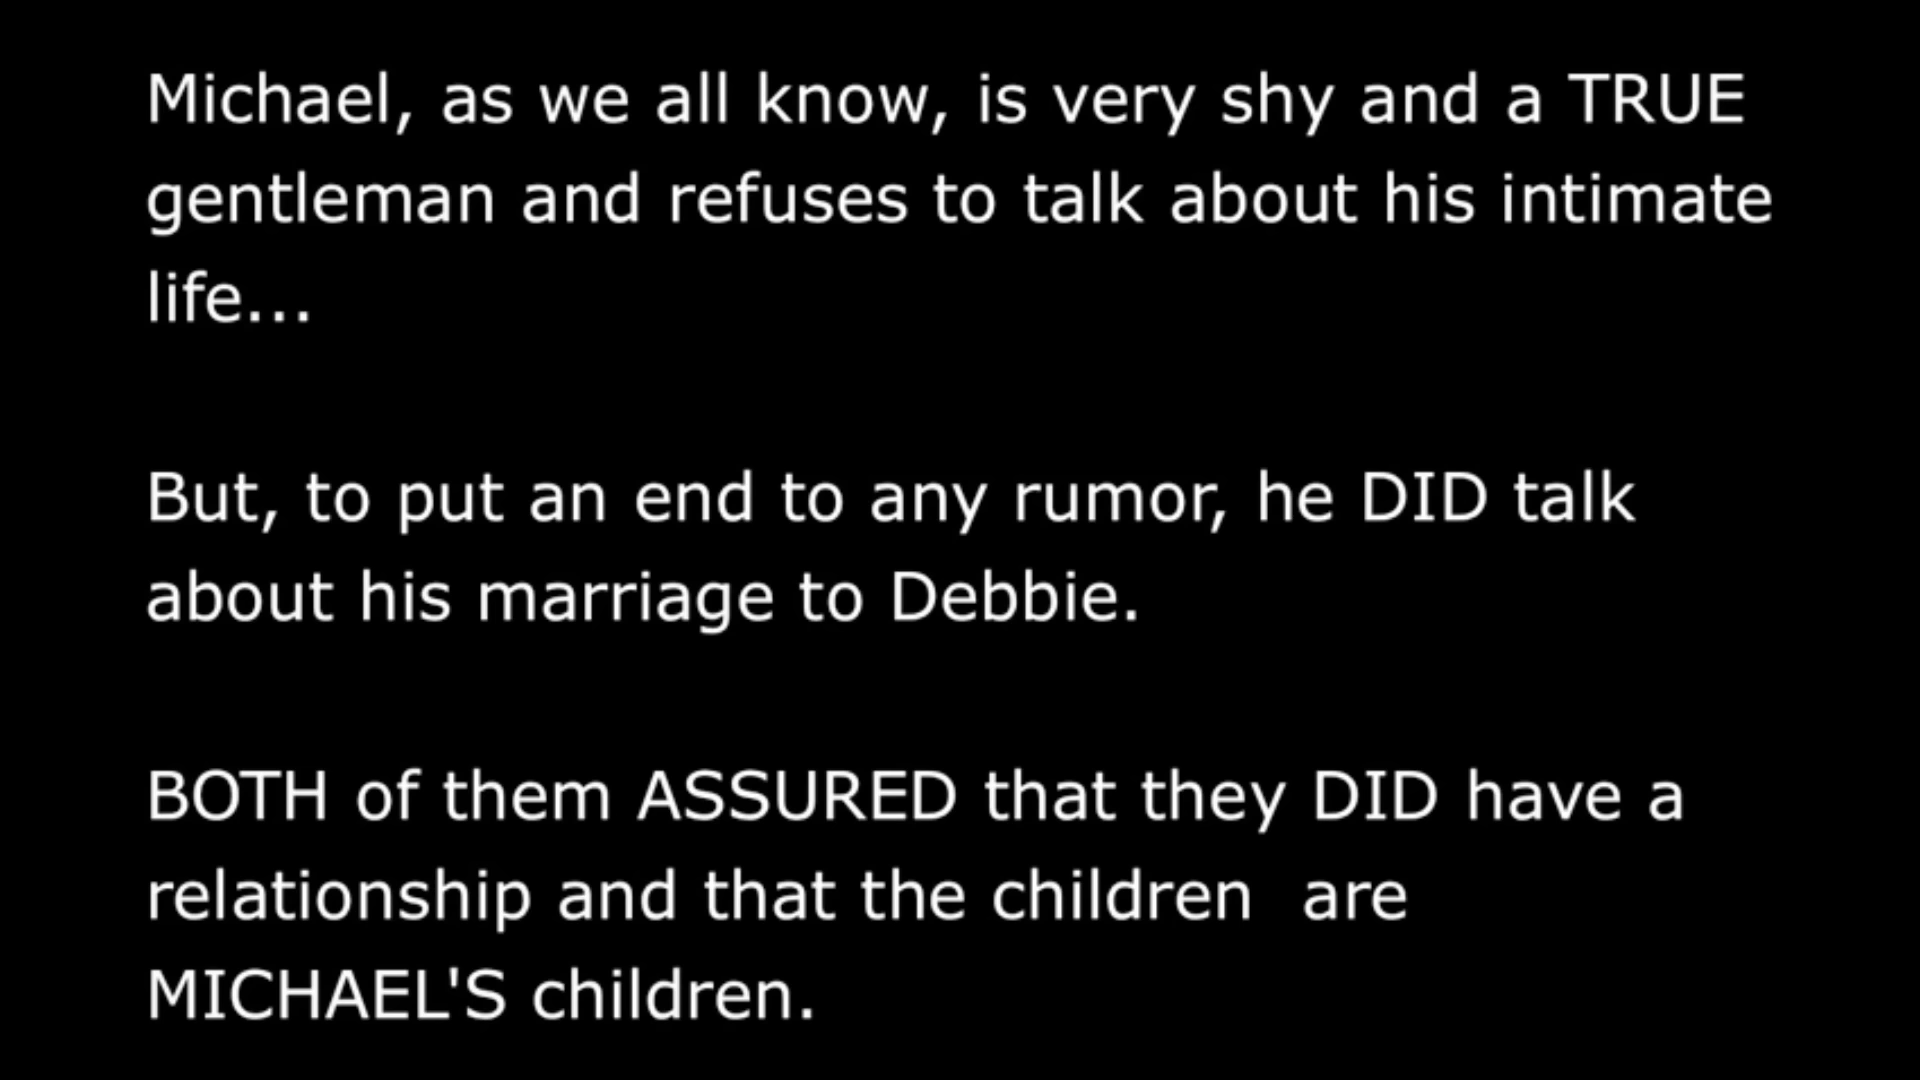 Michael, as we all know, is very shy and a TRUE
gentleman and refuses to talk about his intimate
life...
But, to put an end to any rumor, he DID talk
about his marriage to Debbie.
BOTH of them ASSURED that they DID have a
relationship and that the children  are
MICHAEL'S children.